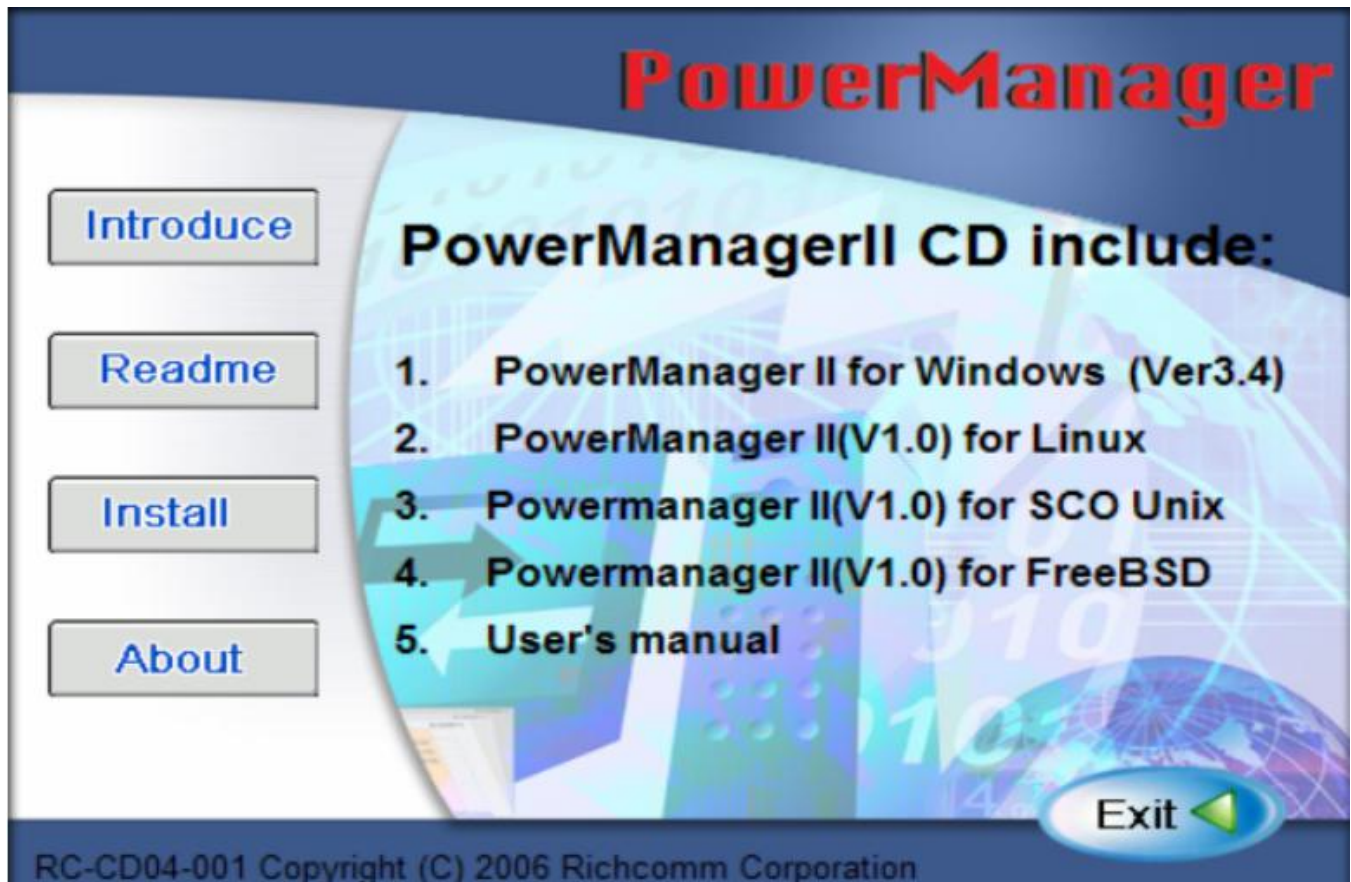 PowerManager
Introduce
Readme
Install
About
PowerManagerII CD include:
1. PowerManager II for Windows (Ver3.4)
2. PowerManager II(V1.0) for Linux
3. Powermanager II(V1.0) for SCO Unix
4. Powermanager II(V1.0) for FreeBSD
5. User's manual
Exit
RC-CD04-001 Copyright (C) 2006 Richcomm Corporation